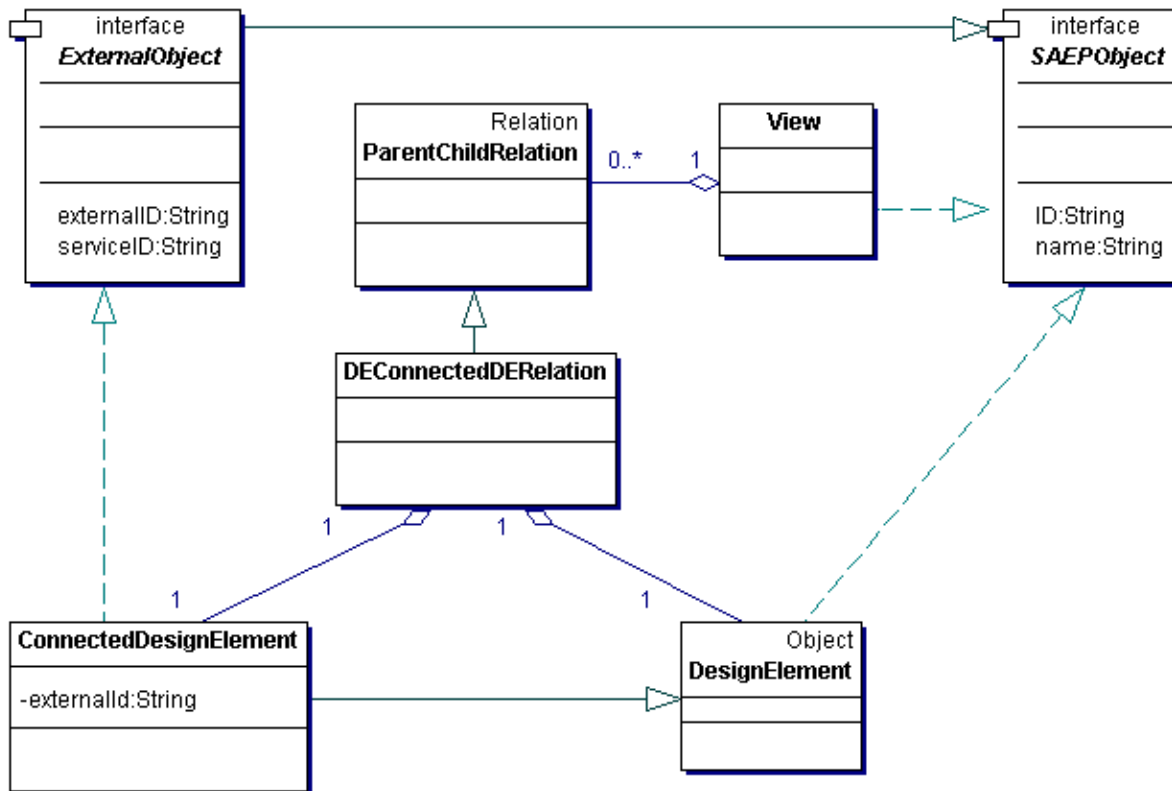 interface
ExternalObject
externalID:String
serviceID:String
interface
SAEPObject
ID:String
name:String
Relation
ParentChildRelation
0..*
1
View
DEConnectedDERelation
1
1
1
1
ConnectedDesignElement
-externalId:String
Object
DesignElement